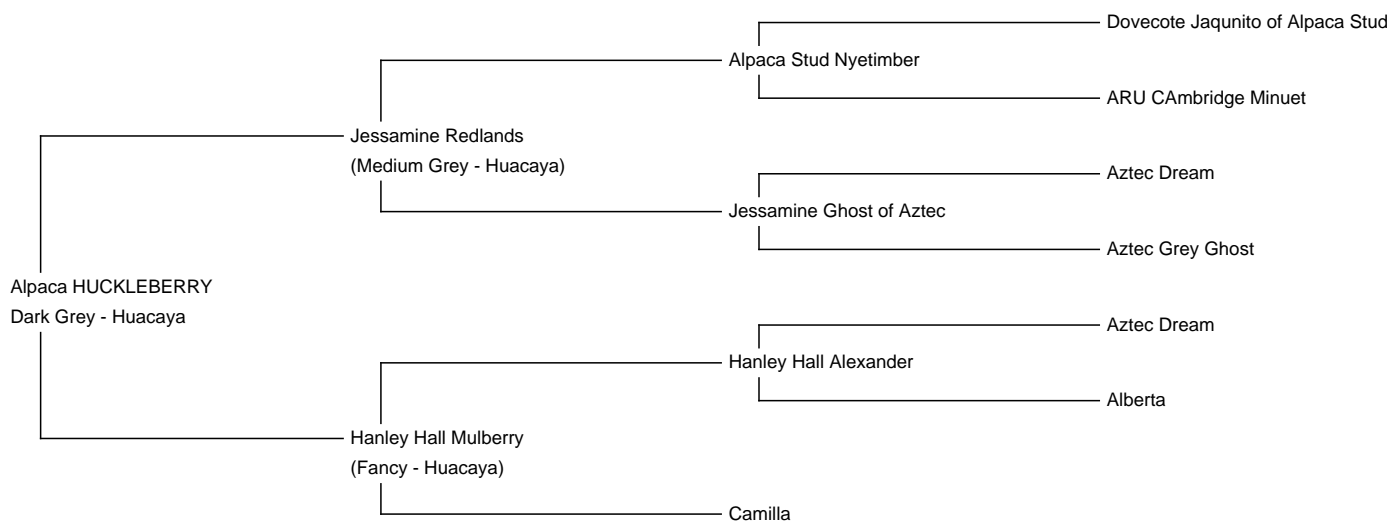 Dovecote Jaqunito of Alpaca Stud
Alpaca Stud Nyetimber
ARU CAmbridge Minuet
Jessamine Redlands
(Medium Grey - Huacaya)
Aztec Dream
Jessamine Ghost of Aztec
Aztec Grey Ghost
Alpaca HUCKLEBERRY
Dark Grey - Huacaya
Aztec Dream
Hanley Hall Alexander
Alberta
Hanley Hall Mulberry
(Fancy - Huacaya)
Camilla